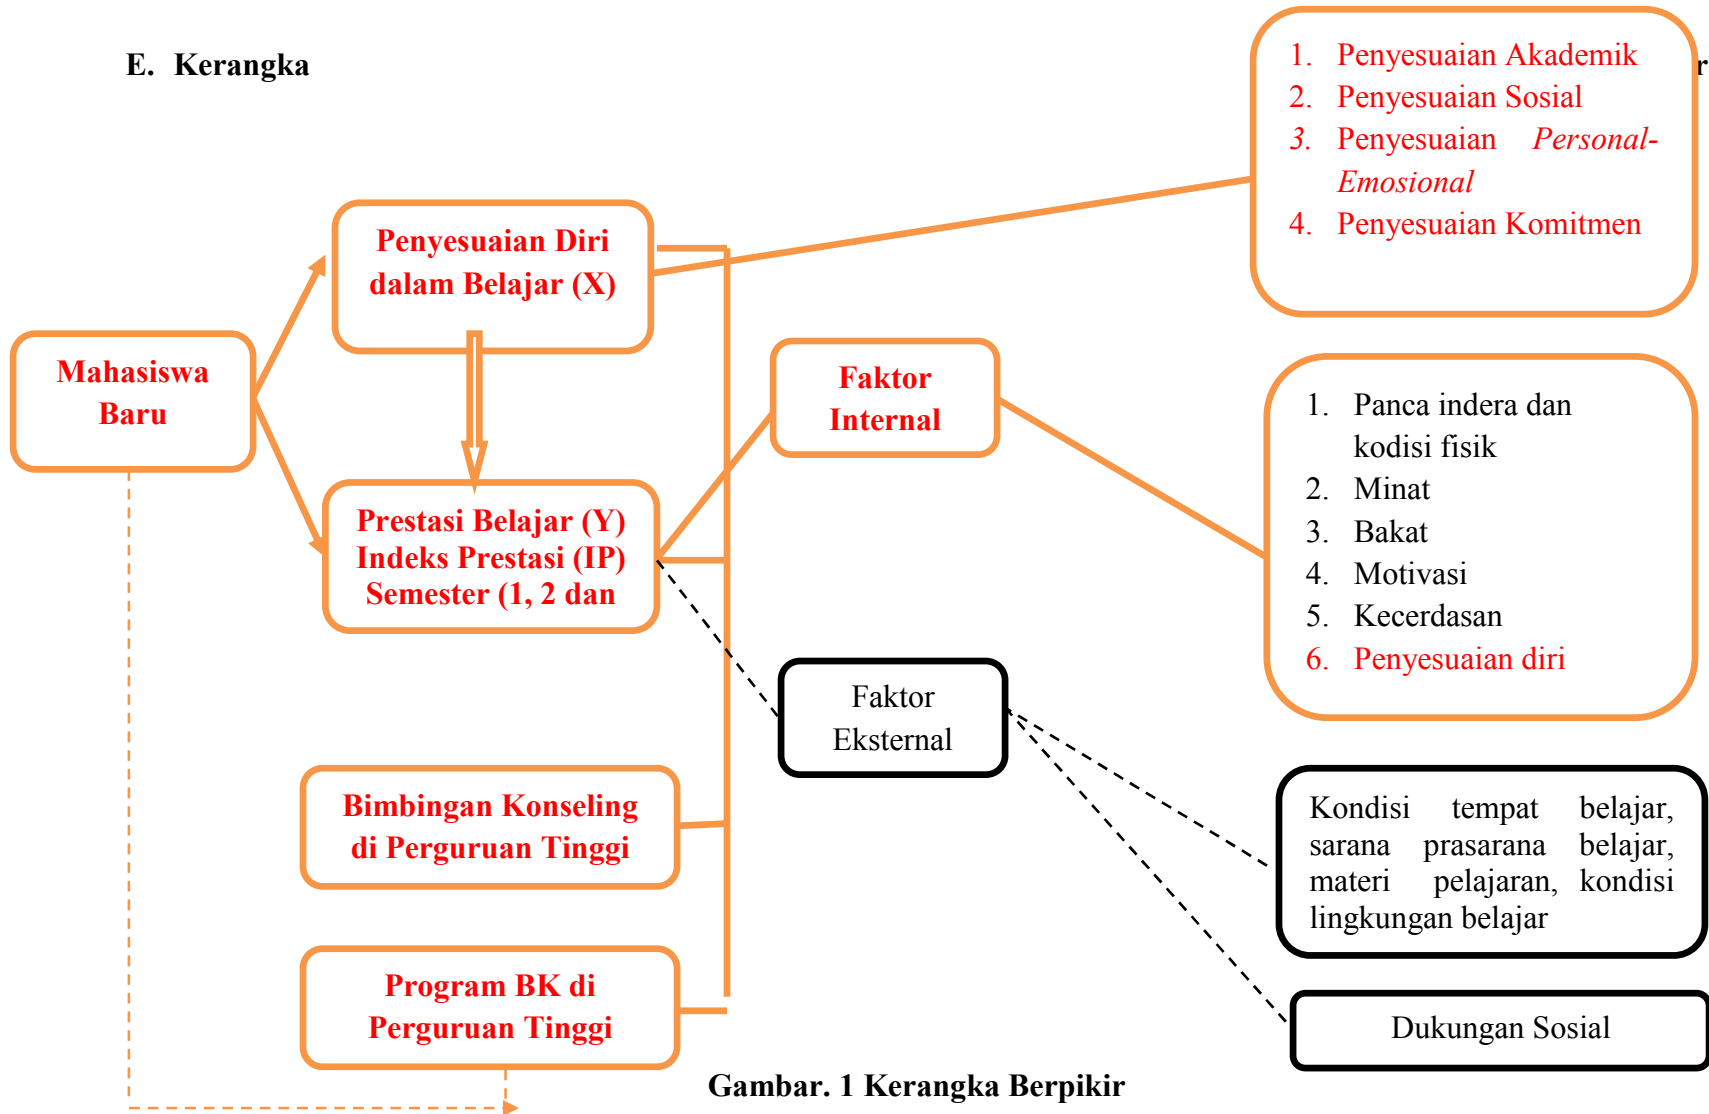 E. Kerangka
r
1. Penyesuaian Akademik
2. Penyesuaian Sosial
3. Penyesuaian Personal-
Emosional
4. Penyesuaian Komitmen
Penyesuaian Diri
dalam Belajar (X)
Mahasiswa
Baru
Faktor
Internal
1. Panca indera dan
kodisi fisik
2. Minat
3. Bakat
4. Motivasi
5. Kecerdasan
6. Penyesuaian diri
Prestasi Belajar (Y)
Indeks Prestasi (IP)
Semester (1, 2 dan
Faktor
Eksternal
Bimbingan Konseling
di Perguruan Tinggi
Kondisi tempat belajar,
sarana prasarana belajar,
materi pelajaran, kondisi
lingkungan belajar
Program BK di
Perguruan Tinggi
Dukungan Sosial
Gambar. 1 Kerangka Berpikir